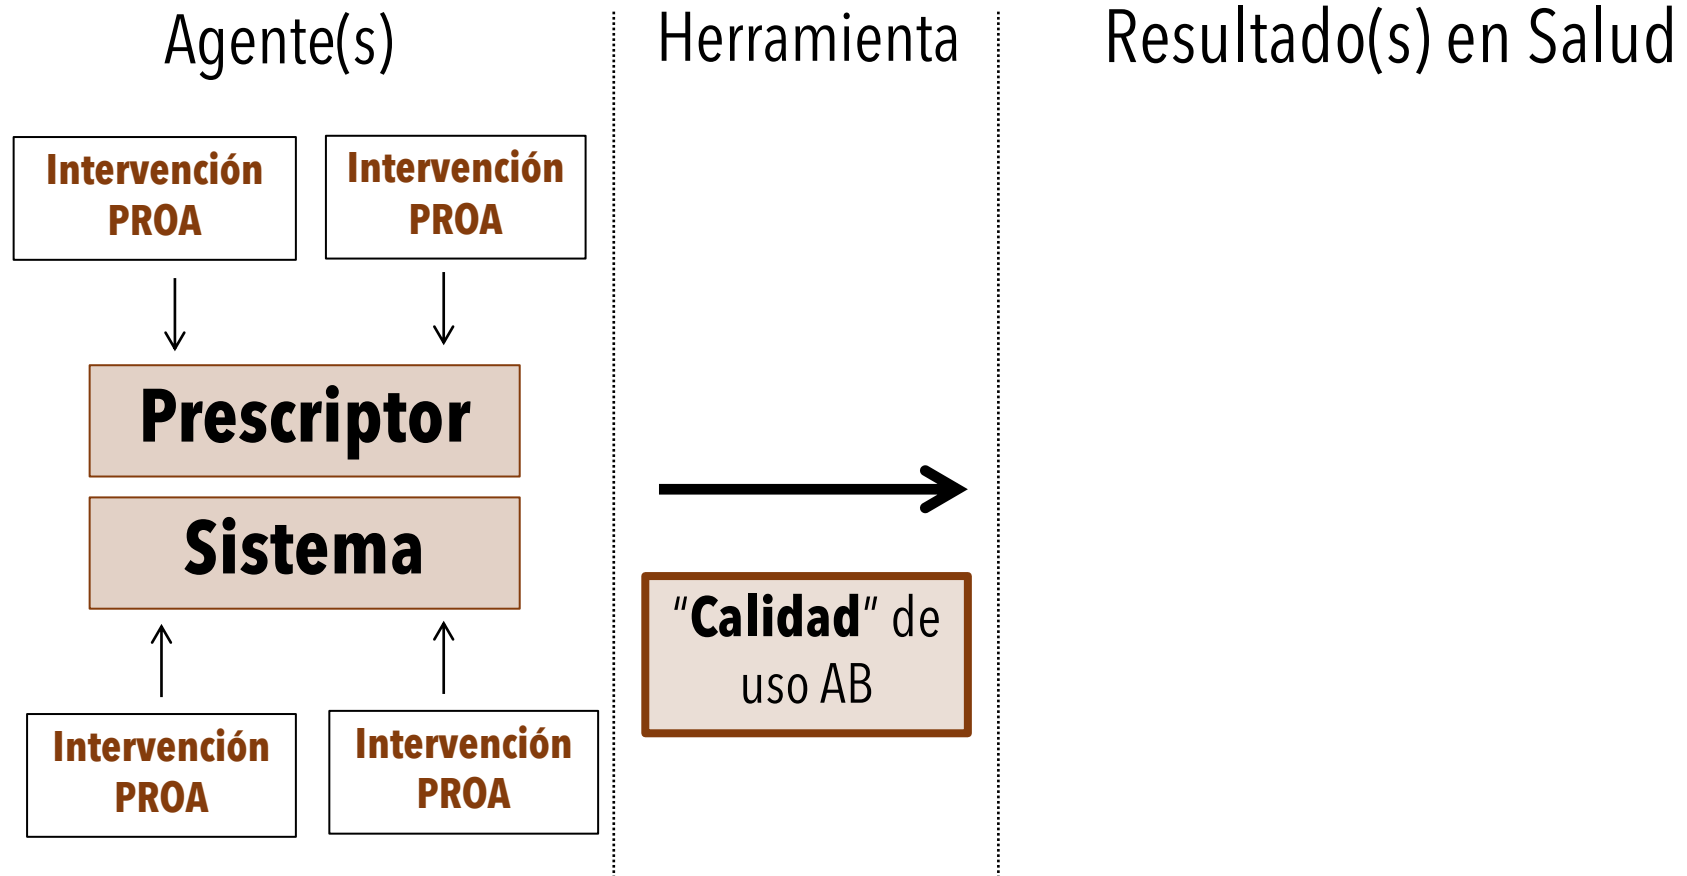 Agente(s)
Herramienta
Resultado(s) en Salud
Intervención
PROA
Intervención
PROA
Prescriptor
Sistema
“Calidad” de
uso AB
Intervención
PROA
Intervención
PROA